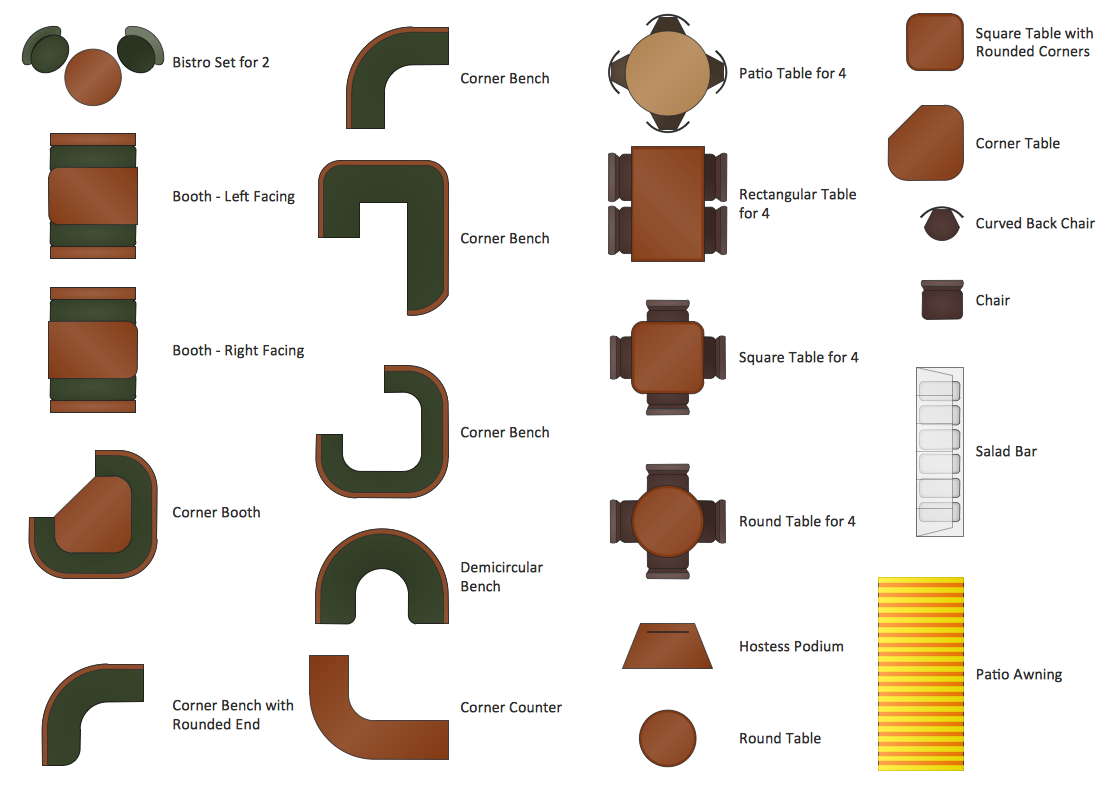 Bistro Set for 2
Booth - Left Facing
Booth - Right Facing
Corner Booth
Corner Bench with
Rounded End
Corner Bench
Corner Bench
Corner Bench
Demicircular
Bench
Corner Counter
Patio Table for 4
Rectangular Table
for 4
Square Table for 4
Round Table for 4
Hostess Podium
Round Table
Square Table with
Rounded Corners
Corner Table
Curved Back Chair
Chair
Salad Bar
Patio Awning